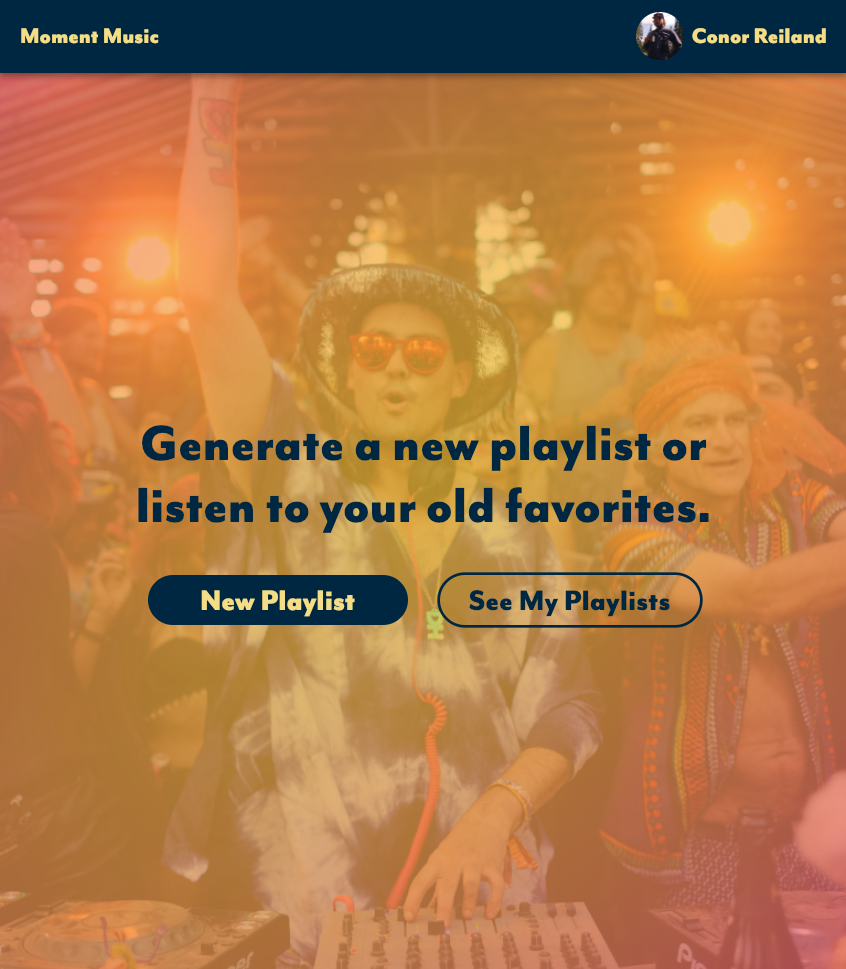 Moment Music
Conor Reiland
Generate a new playlist or
listen to your old favorites.
New Playlist
See My Playlists